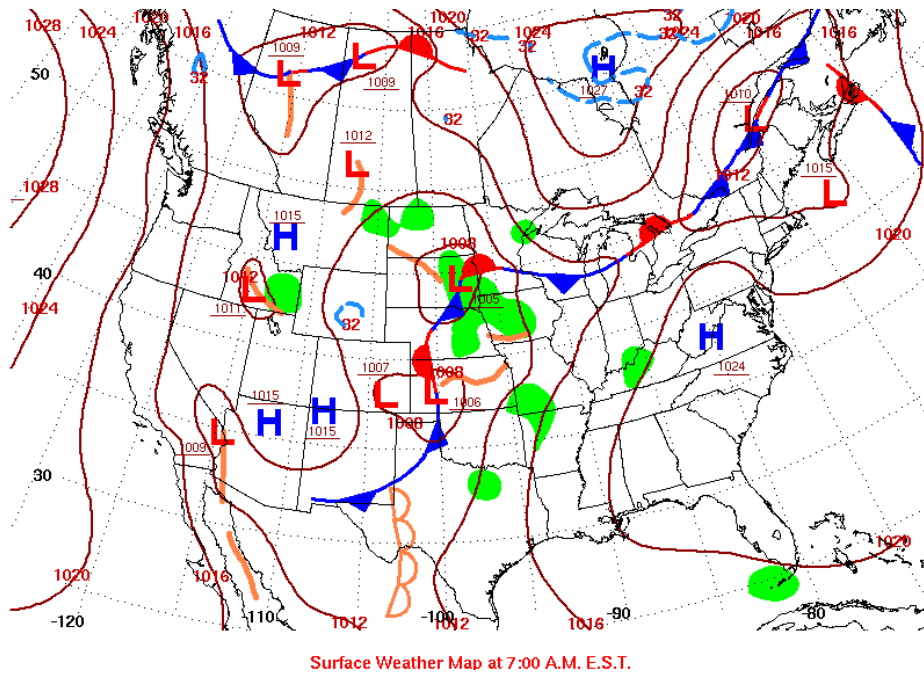 1028 1016 1020 1024 32 1020
1024 1012 1016 32 1024 1016 1016
1009 32
L L 1009 H
50 32 1027 32 1010
32 L
1012 1012
L 1015
L
1028 1015
H 1020
1008
40 1012 L
L 1005
1024 1011 32 H
1007 1008 1024
1015 L L
H H 1006
1009 L 1015 1008
30
1020
1020 1016
-120 -110 1012 -100 1012 -90 1016 80
Surface Weather Map at 7:00 A.M. E.S.T.